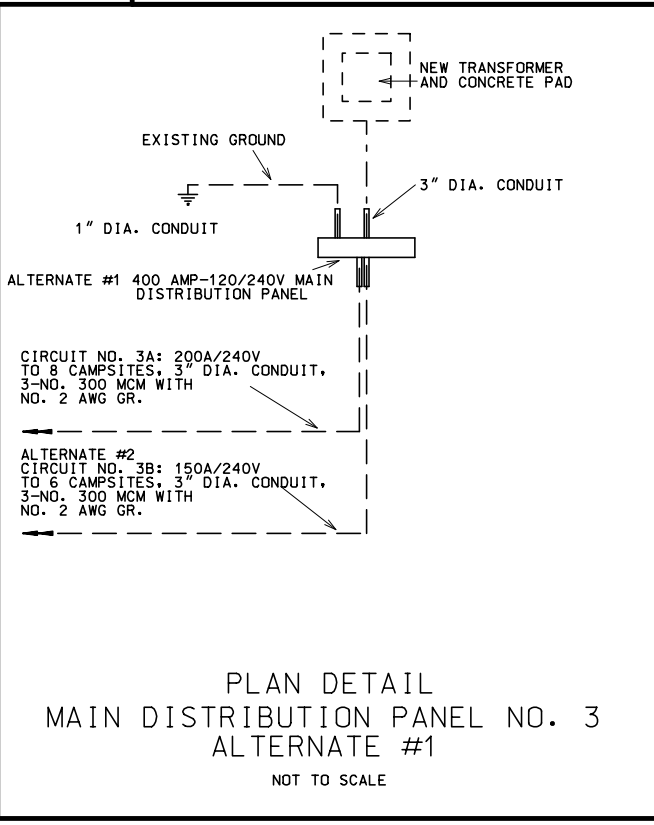 NEW TRANSFORMER
AND CONCRETE PAD
EXISTING GROUND
3" DIA. CONDUIT
1" DIA. CONDUIT
ALTERNATE #1 400 AMP-120/240V MAIN
DISTRIBUTION PANEL
CIRCUIT NO. 3A: 200A/240V
TO 8 CAMPSITES, 3" DIA. CONDUIT,
3-NO. 300 MCM WITH
NO. 2 AWG GR.
ALTERNATE #2
CIRCUIT NO. 3B: 150A/240V
TO 6 CAMPSITES, 3" DIA. CONDUIT,
3-NO. 300 MCM WITH
NO. 2 AWG GR.
PLAN DETAIL
MAIN DISTRIBUTION PANEL NO. 3
ALTERNATE #1
NOT TO SCALE